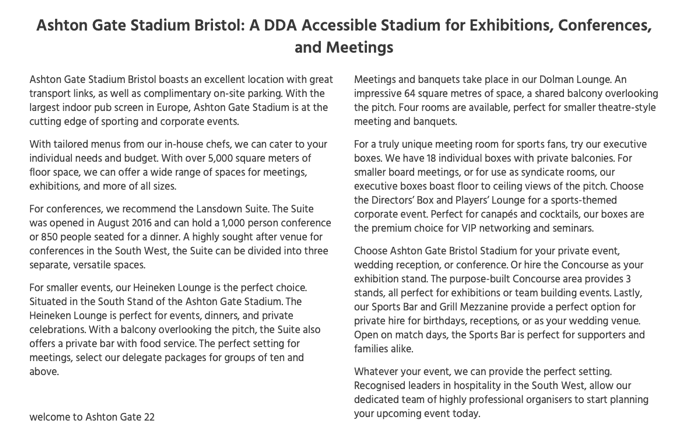 Ashton Gate Stadium Bristol: A DDA Accessible Stadium for Exhibitions, Conferences,
and Meetings
Ashton Gate Stadium Bristol boasts an excellent location with great
transport links, as well as complimentary on-site parking. With the
largest indoor pub screen in Europe, Ashton Gate Stadium is at the
cutting edge of sporting and corporate events.
With tailored menus from our in-house chefs, we can cater to your
individual needs and budget. With over 5,000 square meters of
floor space, we can offer a wide range of spaces for meetings,
exhibitions, and more of all sizes.
For conferences, we recommend the Lansdown Suite. The Suite
was opened in August 2016 and can hold a 1,000 person conference
or 850 people seated for a dinner. A highly sought after venue for
conferences in the South West, the Suite can be divided into three
separate, versatile spaces.
For smaller events, our Heineken Lounge is the perfect choice.
Situated in the South Stand of the Ashton Gate Stadium. The
Heineken Lounge is perfect for events, dinners, and private
celebrations. With a balcony overlooking the pitch, the Suite also
offers a private bar with food service. The perfect setting for
meetings, select our delegate packages for groups of ten and
above.
welcome to Ashton Gate 22
Meetings and banquets take place in our Dolman Lounge. An
impressive 64 square metres of space, a shared balcony overlooking
the pitch. Four rooms are available, perfect for smaller theatre-style
meeting and banquets.
For a truly unique meeting room for sports fans, try our executive
boxes. We have 18 individual boxes with private balconies. For
smaller board meetings, or for use as syndicate rooms, our
executive boxes boast floor to ceiling views of the pitch. Choose
the Directors’ Box and Players’ Lounge for a sports-themed
corporate event. Perfect for canapés and cocktails, our boxes are
the premium choice for VIP networking and seminars.
Choose Ashton Gate Bristol Stadium for your private event,
wedding reception, or conference. Or hire the Concourse as your
exhibition stand. The purpose-built Concourse area provides 3
stands, all perfect for exhibitions or team building events. Lastly,
our Sports Bar and Grill Mezzanine provide a perfect option for
private hire for birthdays, receptions, or as your wedding venue.
Open on match days, the Sports Bar is perfect for supporters and
families alike.
Whatever your event, we can provide the perfect setting.
Recognised leaders in hospitality in the South West, allow our
dedicated team of highly professional organisers to start planning
your upcoming event today.